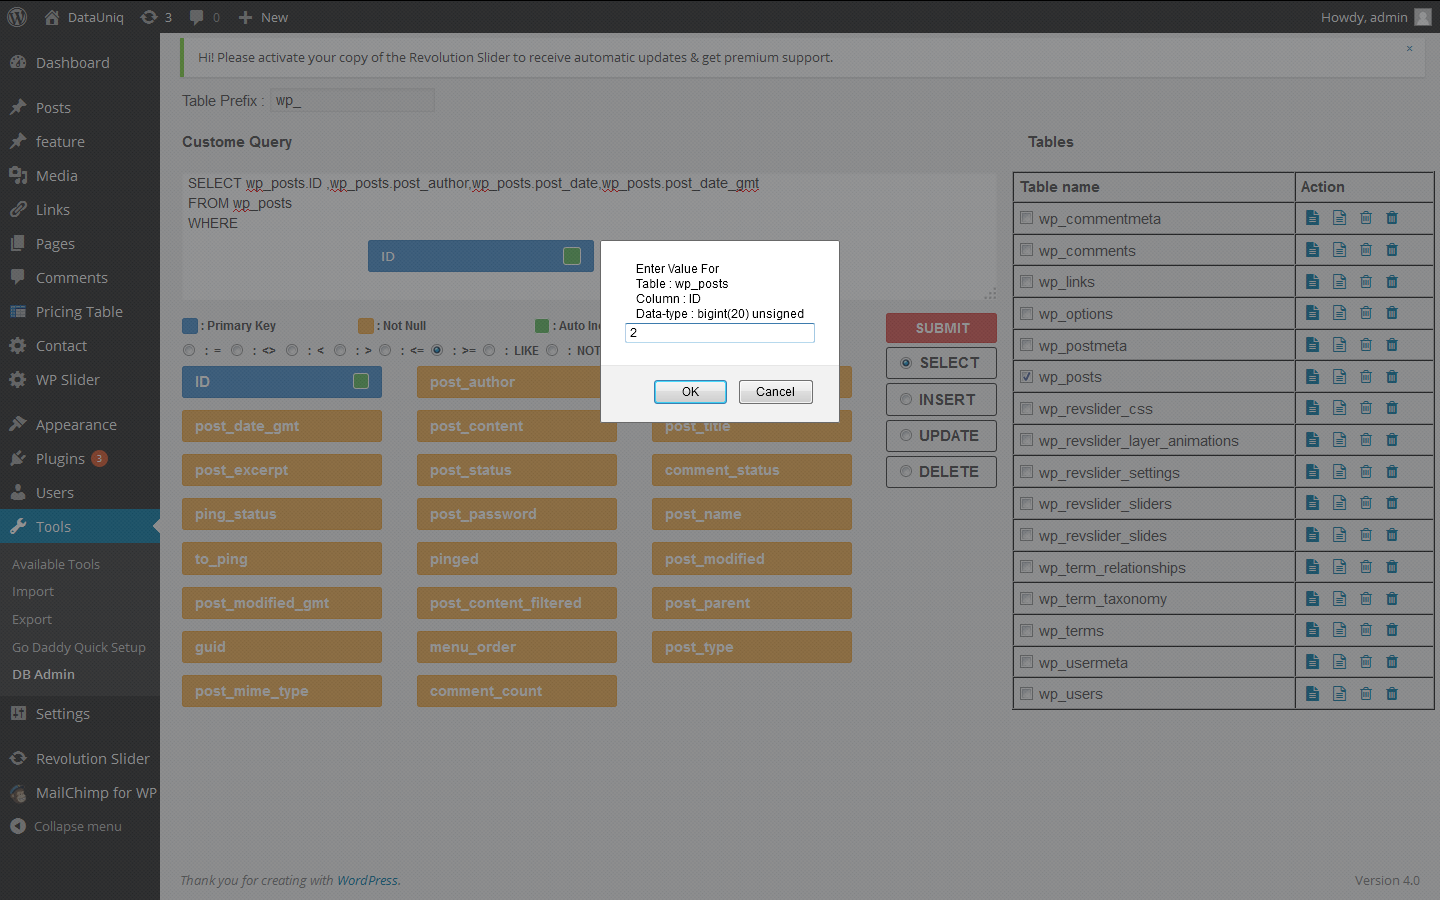 DataUniq 3 0 New Howdy, admin
Dashboard
Posts
feature
Media
Links
Pages
Comments
Pricing Table
Contact
WP Slider
Appearance
Plugins 3
Users
Tools
Available Tools
Import
Export
Go Daddy Quick Setup
DB Admin
Settings
Revolution Slider
MailChimp for WP
Collapse menu
Hi! Please activate your copy of the Revolution Slider to receive automatic updates & get premium support.
Table Prefix : wp_
Custome Query
SELECT wp_posts.ID ,wp_posts.post_author,wp_posts.post_date,wp_posts.post_date_gmt
FROM wp_posts
WHERE
ID
: Primary Key : Not Null : Auto Inc
: = : <> : < : > : <= : >= : LIKE : NOT
ID post_author
post_date_gmt post_content post_title
post_excerpt post_status comment_status
ping_status post_password post_name
to_ping pinged post_modified
post_modified_gmt post_content_filtered post_parent
guid menu_order post_type
post_mime_type comment_count
SUBMIT
SELECT
INSERT
UPDATE
DELETE
Enter Value For
Table : wp_posts
Column : ID
Data-type : bigint(20) unsigned
2
OK Cancel
Tables
Table name Action
wp_commentmeta
wp_comments
wp_links
wp_options
wp_postmeta
wp_posts
wp_revslider_css
wp_revslider_layer_animations
wp_revslider_settings
wp_revslider_sliders
wp_revslider_slides
wp_term_relationships
wp_term_taxonomy
wp_terms
wp_usermeta
wp_users
Thank you for creating with WordPress. Version 4.0